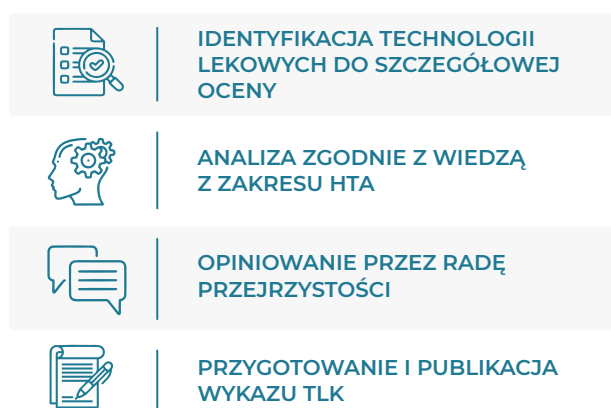 IDENTYFIKACJA TECHNOLOGII
LEKOWYCH DO SZCZEGÓŁOWEJ
OCENY
ANALIZA ZGODNIE Z WIEDZĄ
Z ZAKRESU HTA
OPINIOWANIE PRZEZ RADĘ
PRZEJRZYSTOŚCI
PRZYGOTOWANIE I PUBLIKACJA
WYKAZU TLK